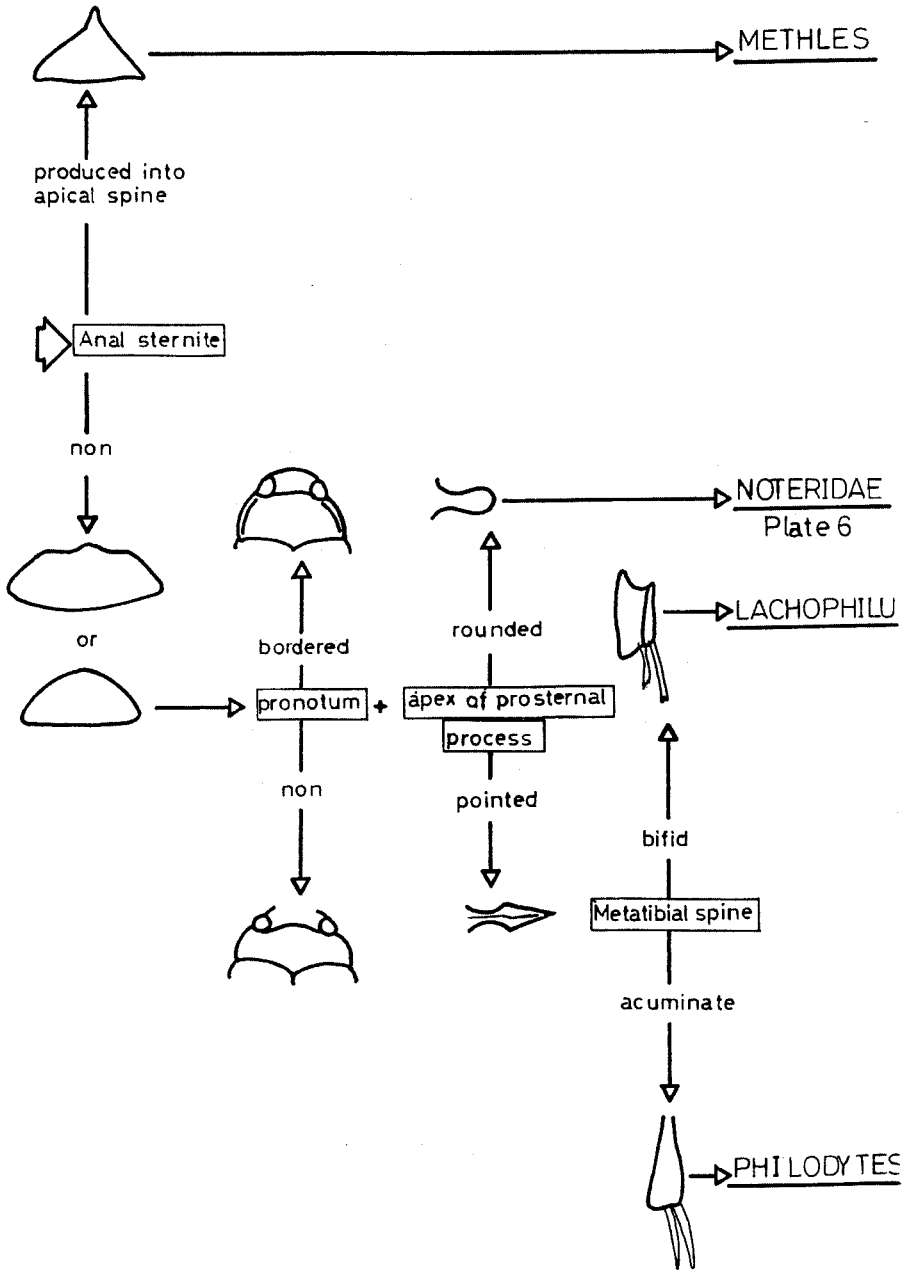 METHLES
produced into
apical spine
Anal sternite
non
NOTERIDAE
Plate 6
LACHOPHILU
or
bordered
rounded
pronotum + apex of prosternal
process
non
pointed
bifid
Metatibial spine
acuminate
PHILODYTES